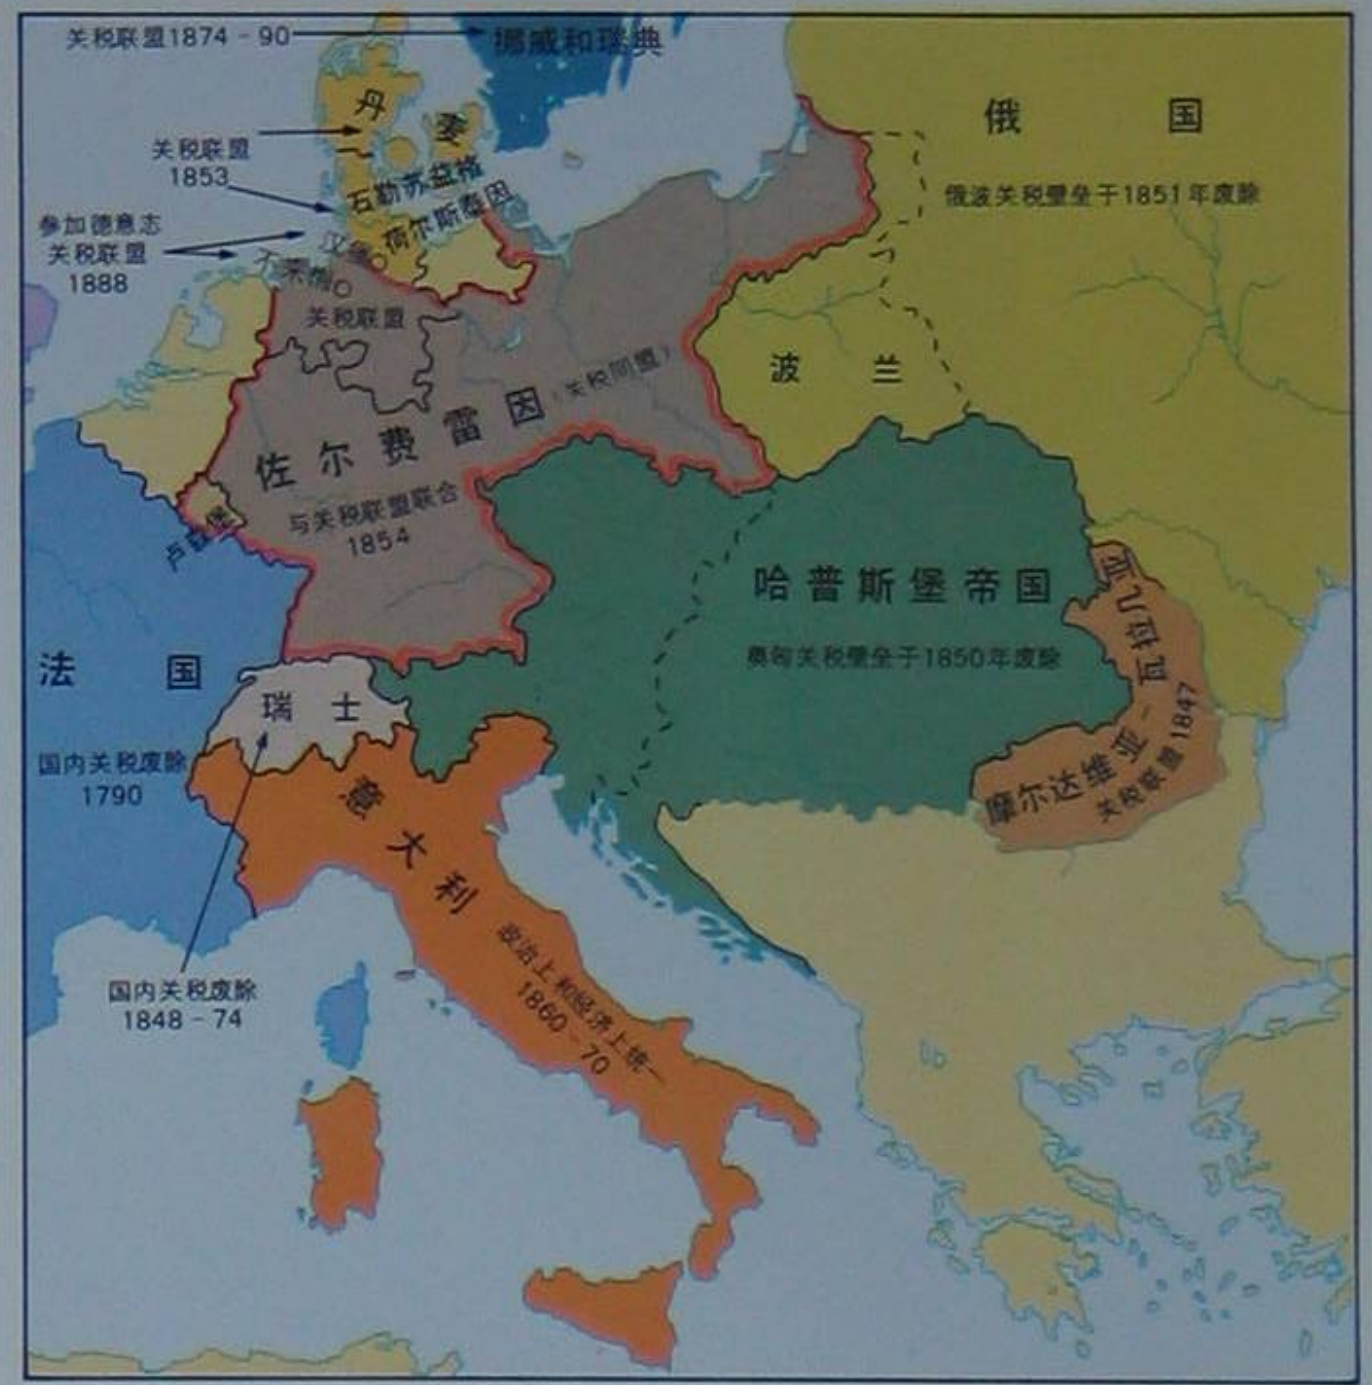 关税联盟1874-90
挪威和瑞典
丹麦
俄国
关税联盟
1853
石勒苏益格
荷尔斯泰因
俄波关税壁垒于1851年废除
参加德意志
关税联盟
1888
汉堡
不来梅
关税联盟
波兰
佐尔费雷因(关税同盟)
与关税联盟联合
1854
卢森堡
哈普斯堡帝国
奥匈关税壁垒于1850年废除
法国
瑞士
国内关税废除
1790
摩尔达维亚-瓦拉几亚
关税联盟1847
意大利
政治上和经济上统一
1860-70
国内关税废除
1848-74